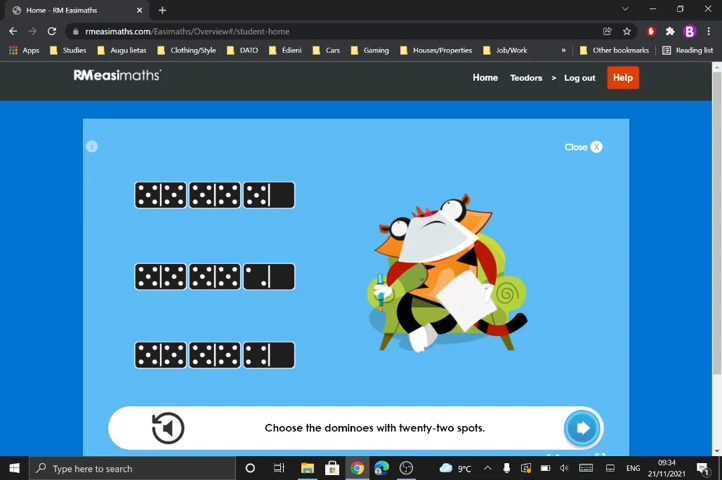 Home - RM Easimaths
rmeasimaths.com/Easimaths/Overview#/student-home
Apps Studies Augu lietas Clothing/Style DATO Edieni Cars Gaming Houses/Properties Job/Work » Other bookmarks Reading list
B
RMeasimaths Home Teodors > Log out Help
i Close X
Choose the dominoes with twenty-two spots.
Type here to search 9°C ENG 09:34
21/11/2021